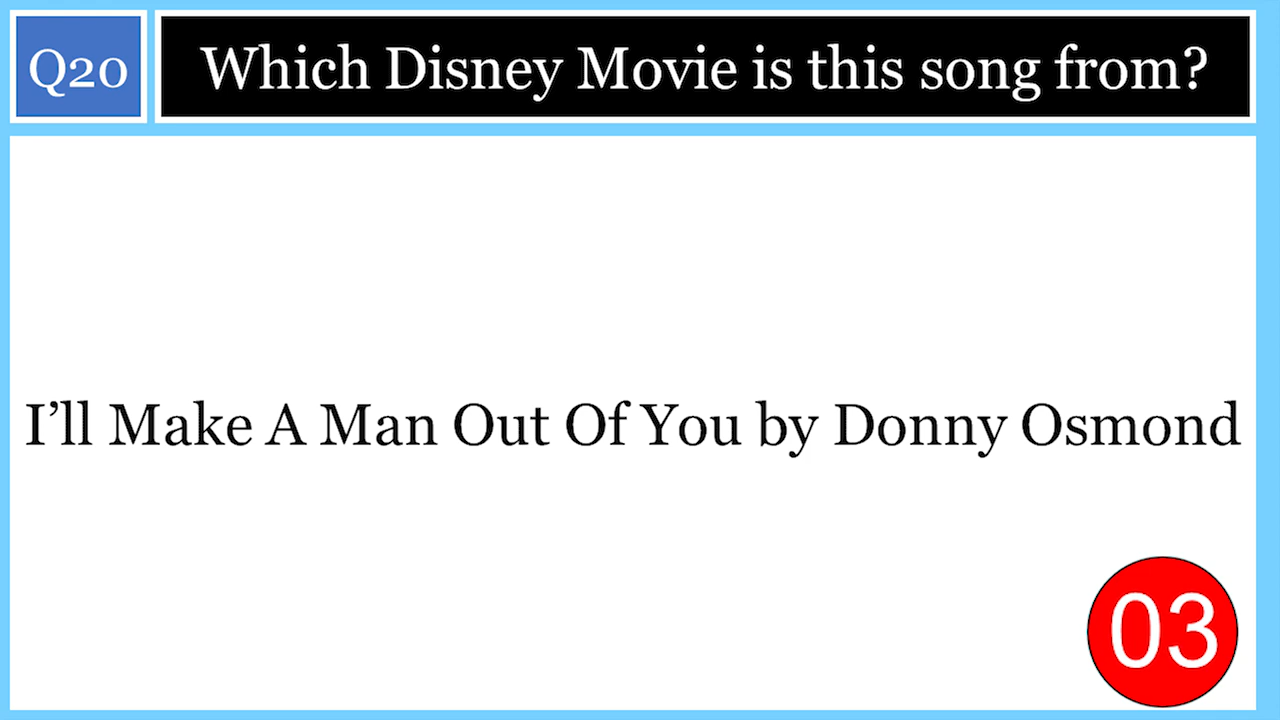 Q20
Which Disney Movie is this song from?
I’ll Make A Man Out Of You by Donny Osmond
03